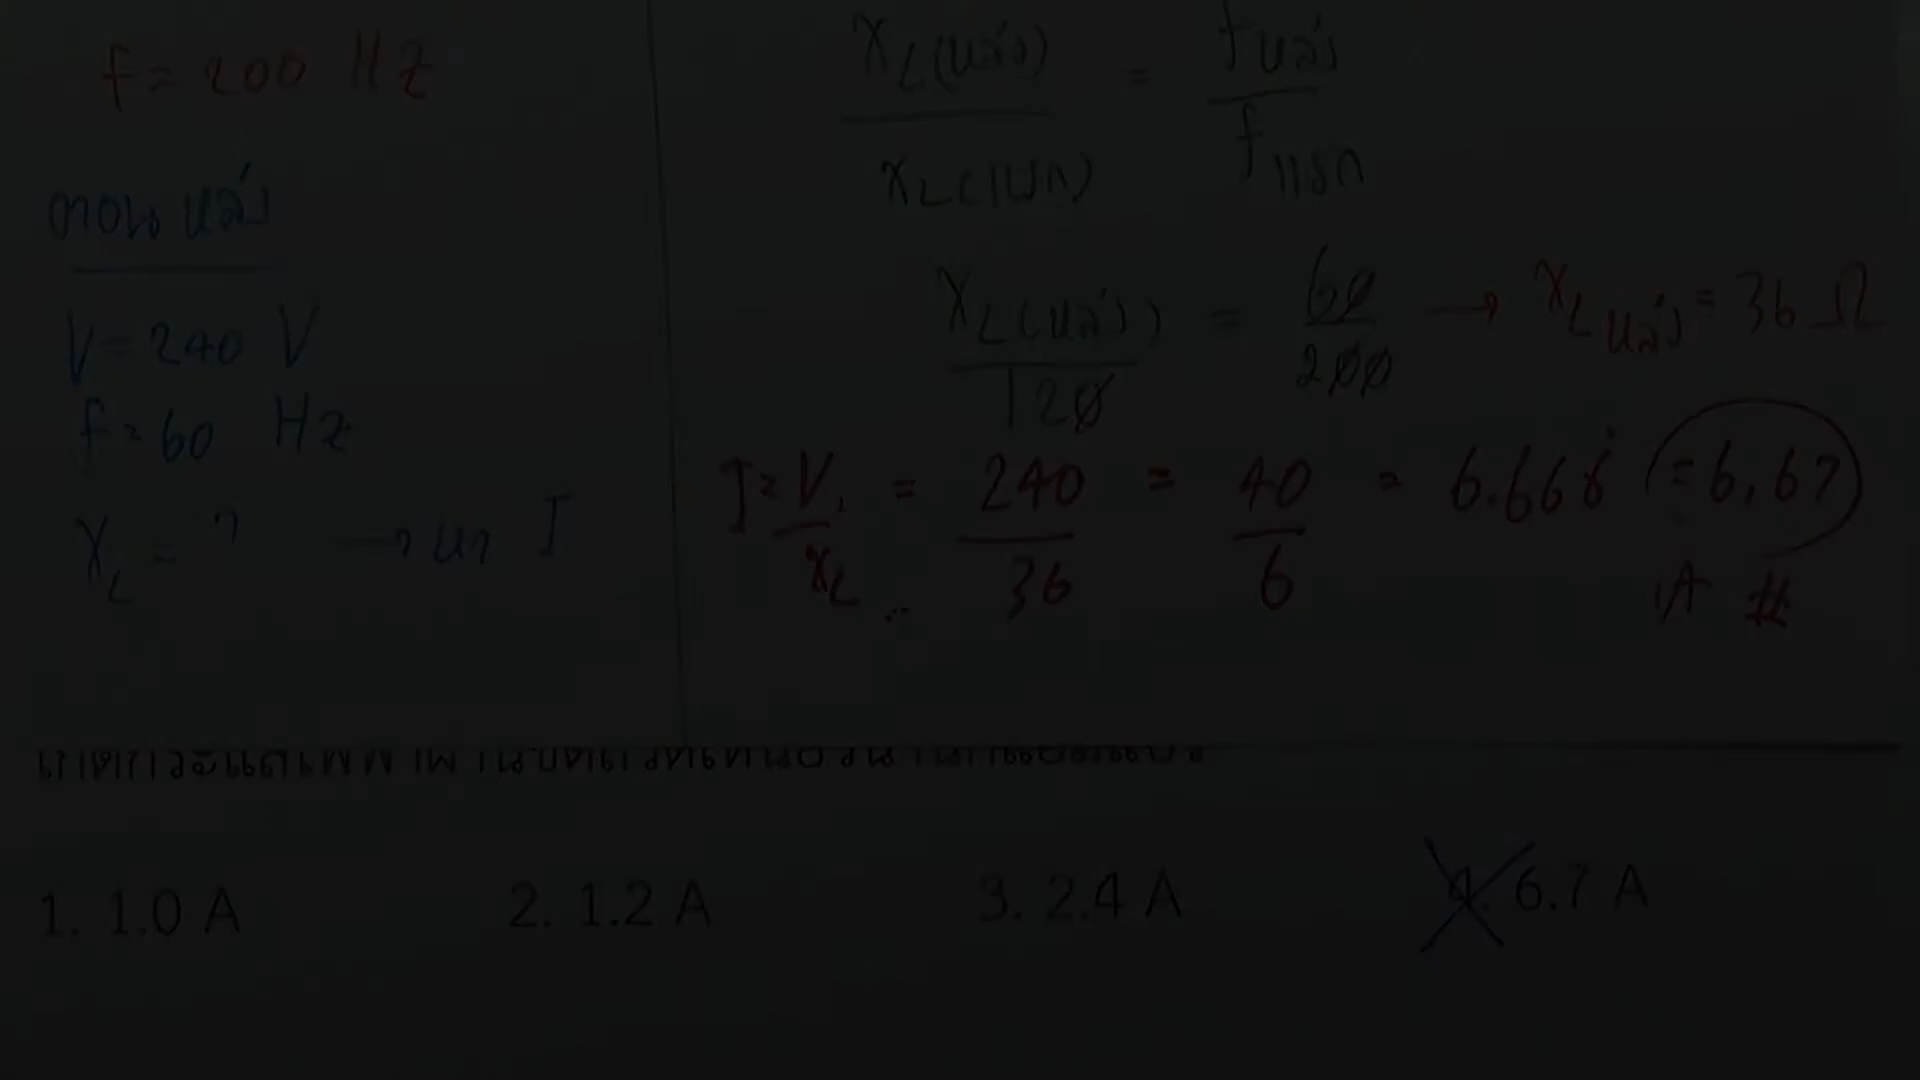 f = 200 Hz
ตอนหลัง
V = 240 V
f = 60 Hz
X_L = ? → หา I
X_L(หลัง) / X_L(แรก) = f หลัง / f แรก
X_L(หลัง) / 120 = 60 / 200 → X_L หลัง = 36 Ω
I = V / X_L = 240 / 36 = 40 / 6 = 6.666 = 6.67 A #
1. 1.0 A
2. 1.2 A
3. 2.4 A
4. 6.7 A